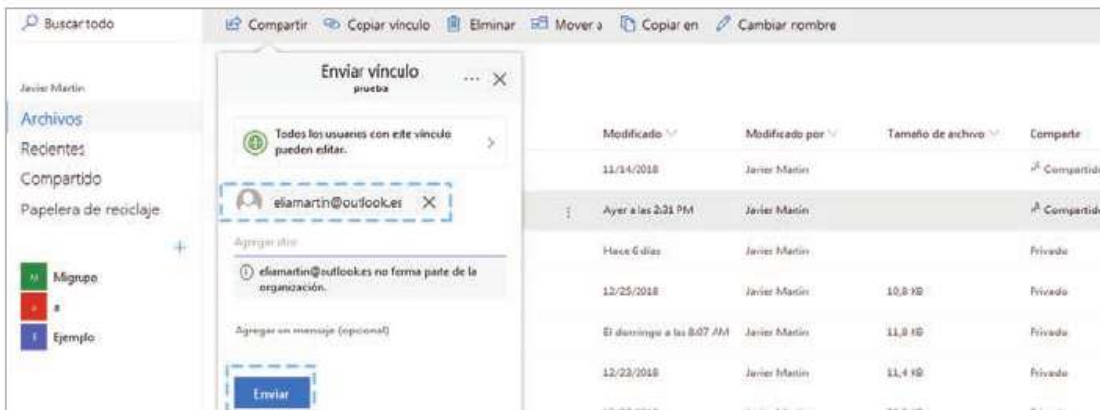 Buscar todo
Compartir Copiar vínculo Eliminar Mover a Copiar en Cambiar nombre
Javier Martin
Archivos
Recientes
Compartido
Papelera de reciclaje
+
M Migrupo
a a
E Ejemplo
Enviar vínculo ... ×
prueba
Todos los usuarios con este vínculo
pueden editar.
eliamartin@outlook.es ×
Agregar otro
eliamartin@outlook.es no forma parte de la
organización.
Agregar un mensaje (opcional)
Enviar
Modificado Modificado por Tamaño de archivo Comparte
11/14/2018 Javier Martin Compartido
Ayer a las 2:31 PM Javier Martin Compartido
Hace 6 días Javier Martin Privado
12/25/2018 Javier Martin 10,8 KB Privado
El domingo a las 8:07 AM Javier Martin 11,8 KB Privado
12/23/2018 Javier Martin 11,4 KB Privado